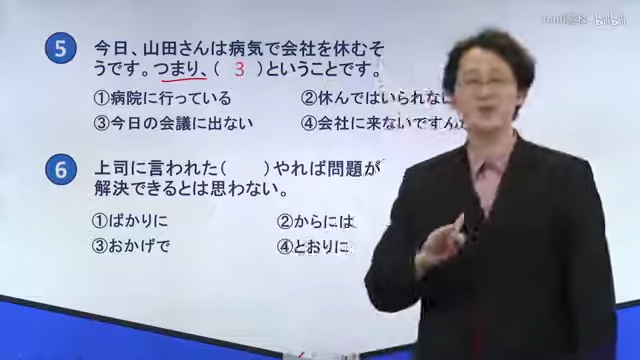 5 今日、山田さんは病気で会社を休むそ
うです。つまり、( 3 )ということです。
①病院に行っている ②休んではいられない
③今日の会議に出ない ④会社に来ないですんだ
6 上司に言われた( )やれば問題が
解決できるとは思わない。
①ばかりに ②からには
③おかげで ④とおりに
bilibili